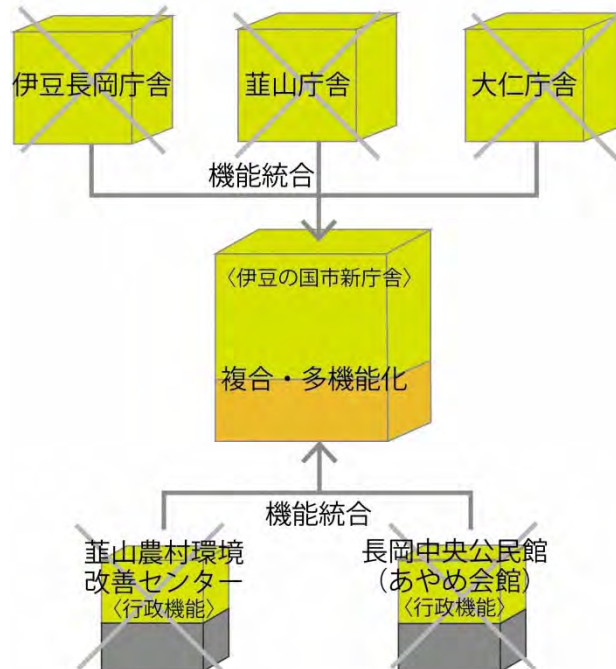 伊豆長岡庁舎
韮山庁舎
大仁庁舎
機能統合
〈伊豆の国市新庁舎〉
複合・多機能化
機能統合
韮山農村環境
改善センター
〈行政機能〉
長岡中央公民館
（あやめ会館）
〈行政機能〉